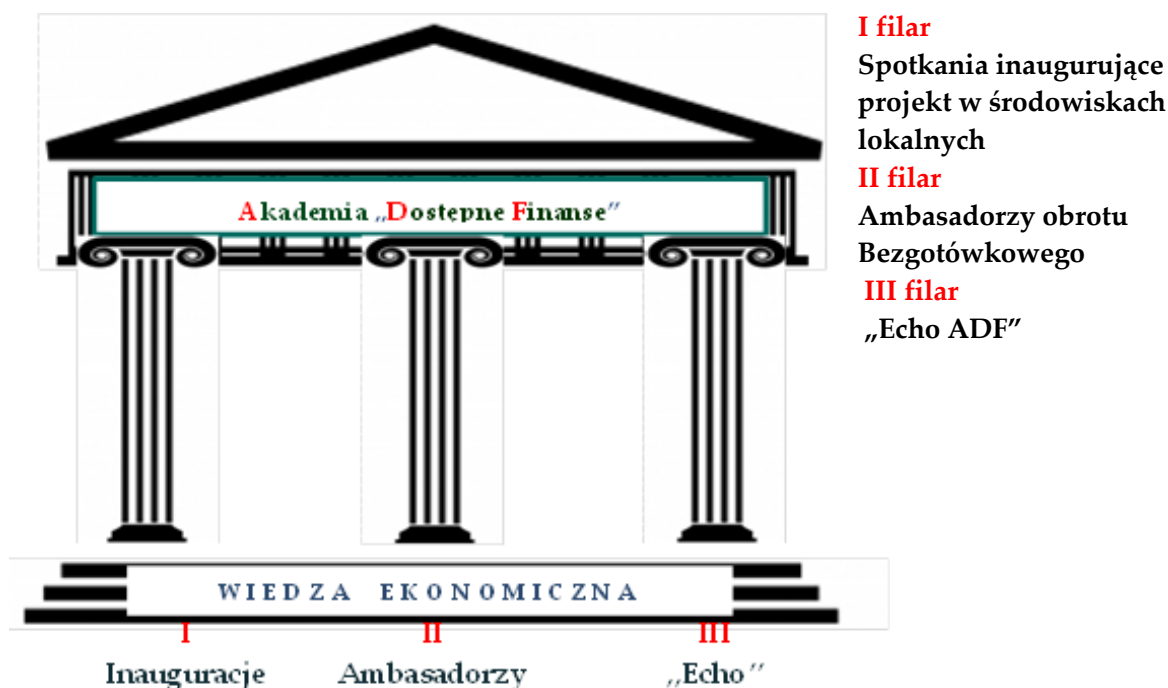 I filar
Spotkania inaugurujące
projekt w środowiskach
lokalnych
II filar
Ambasadorzy obrotu
Bezgotówkowego
III filar
„Echo ADF”
Akademia „Dostępne Finanse”
WIEDZA EKONOMICZNA
I II III
Inauguracje Ambasadorzy „Echo”